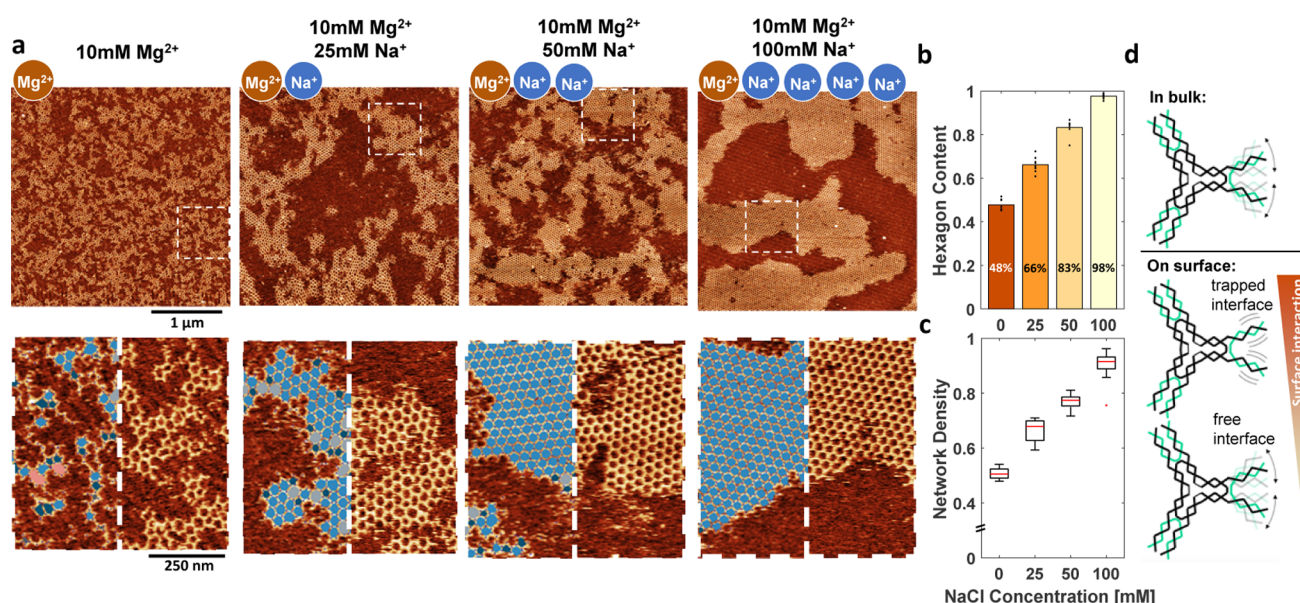 a
10mM Mg²⁺
10mM Mg²⁺
25mM Na⁺
10mM Mg²⁺
50mM Na⁺
10mM Mg²⁺
100mM Na⁺
Mg²⁺
Mg²⁺ Na⁺
Mg²⁺ Na⁺ Na⁺
Mg²⁺ Na⁺ Na⁺ Na⁺ Na⁺
1 µm
250 nm
b
Hexagon Content
1
0.8
0.6
0.4
0.2
0
48% 66% 83% 98%
0 25 50 100
c
Network Density
1
0.8
0.6
0.4
0
0 25 50 100
NaCl Concentration [mM]
d
In bulk:
On surface:
trapped
interface
free
interface
Surface interaction